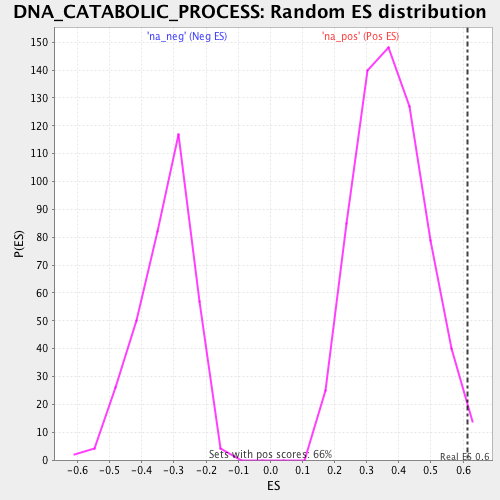 DNA_CATABOLIC_PROCESS: Random ES distribution
'na_neg' (Neg ES) 'na_pos' (Pos ES)
150
140
130
120
110
100
90
80
70
60
50
40
30
20
10
0
P(ES)
Sets with pos scores: 66%
Real ES 0.6
-0.6 -0.5 -0.4 -0.3 -0.2 -0.1 0.0 0.1 0.2 0.3 0.4 0.5 0.6
ES